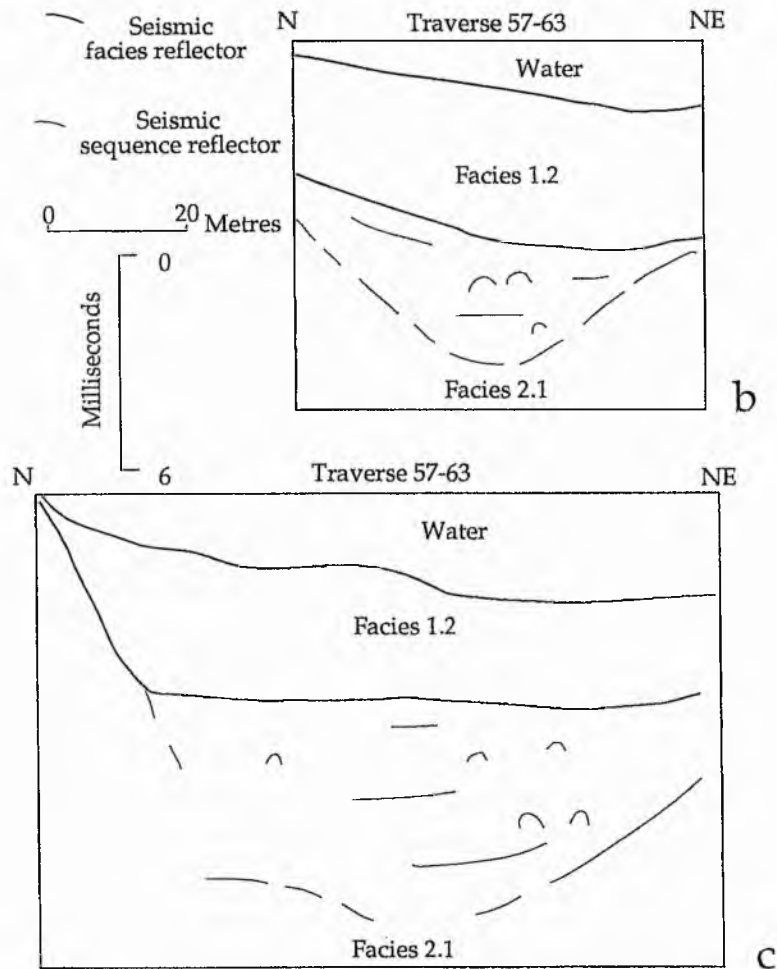 Seismic
facies reflector
Seismic
sequence reflector
0 20 Metres
0
Milliseconds
6
N Traverse 57-63 NE
Water
Facies 1.2
Facies 2.1
b
N Traverse 57-63 NE
Water
Facies 1.2
Facies 2.1
c